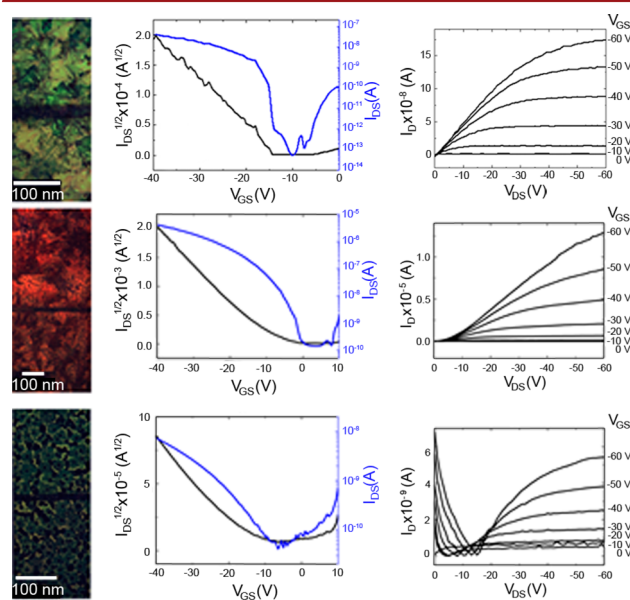 100 nm
I_DS^1/2 x10^-4 (A^1/2)
2.0
1.5
1.0
0.5
0.0
-40 -30 -20 -10 0
V_GS(V)
10^-7
10^-8
10^-9
10^-10
10^-11
10^-12
10^-13
10^-14
I_DS(A)
I_D x10^-8 (A)
15
10
5
0
0 -10 -20 -30 -40 -50 -60
V_DS(V)
V_GS
-60 V
-50 V
-40 V
-30 V
-20 V
-10 V
0 V
100 nm
I_DS^1/2 x10^-3 (A^1/2)
2.0
1.5
1.0
0.5
0.0
-40 -30 -20 -10 0 10
V_GS(V)
10^-5
10^-6
10^-7
10^-8
10^-9
10^-10
I_DS(A)
I_D x10^-5 (A)
1.0
0.5
0.0
0 -10 -20 -30 -40 -50 -60
V_DS(V)
V_GS
-60 V
-50 V
-40 V
-30 V
-20 V
-10 V
0 V
100 nm
I_DS^1/2 x10^-5 (A^1/2)
10
5
0
-40 -30 -20 -10 0 10
V_GS(V)
10^-8
10^-9
10^-10
I_DS(A)
I_D x10^-9 (A)
6
4
2
0
0 -10 -20 -30 -40 -50 -60
V_DS(V)
V_GS
-60 V
-50 V
-40 V
-30 V
-20 V
-10 V
0 V